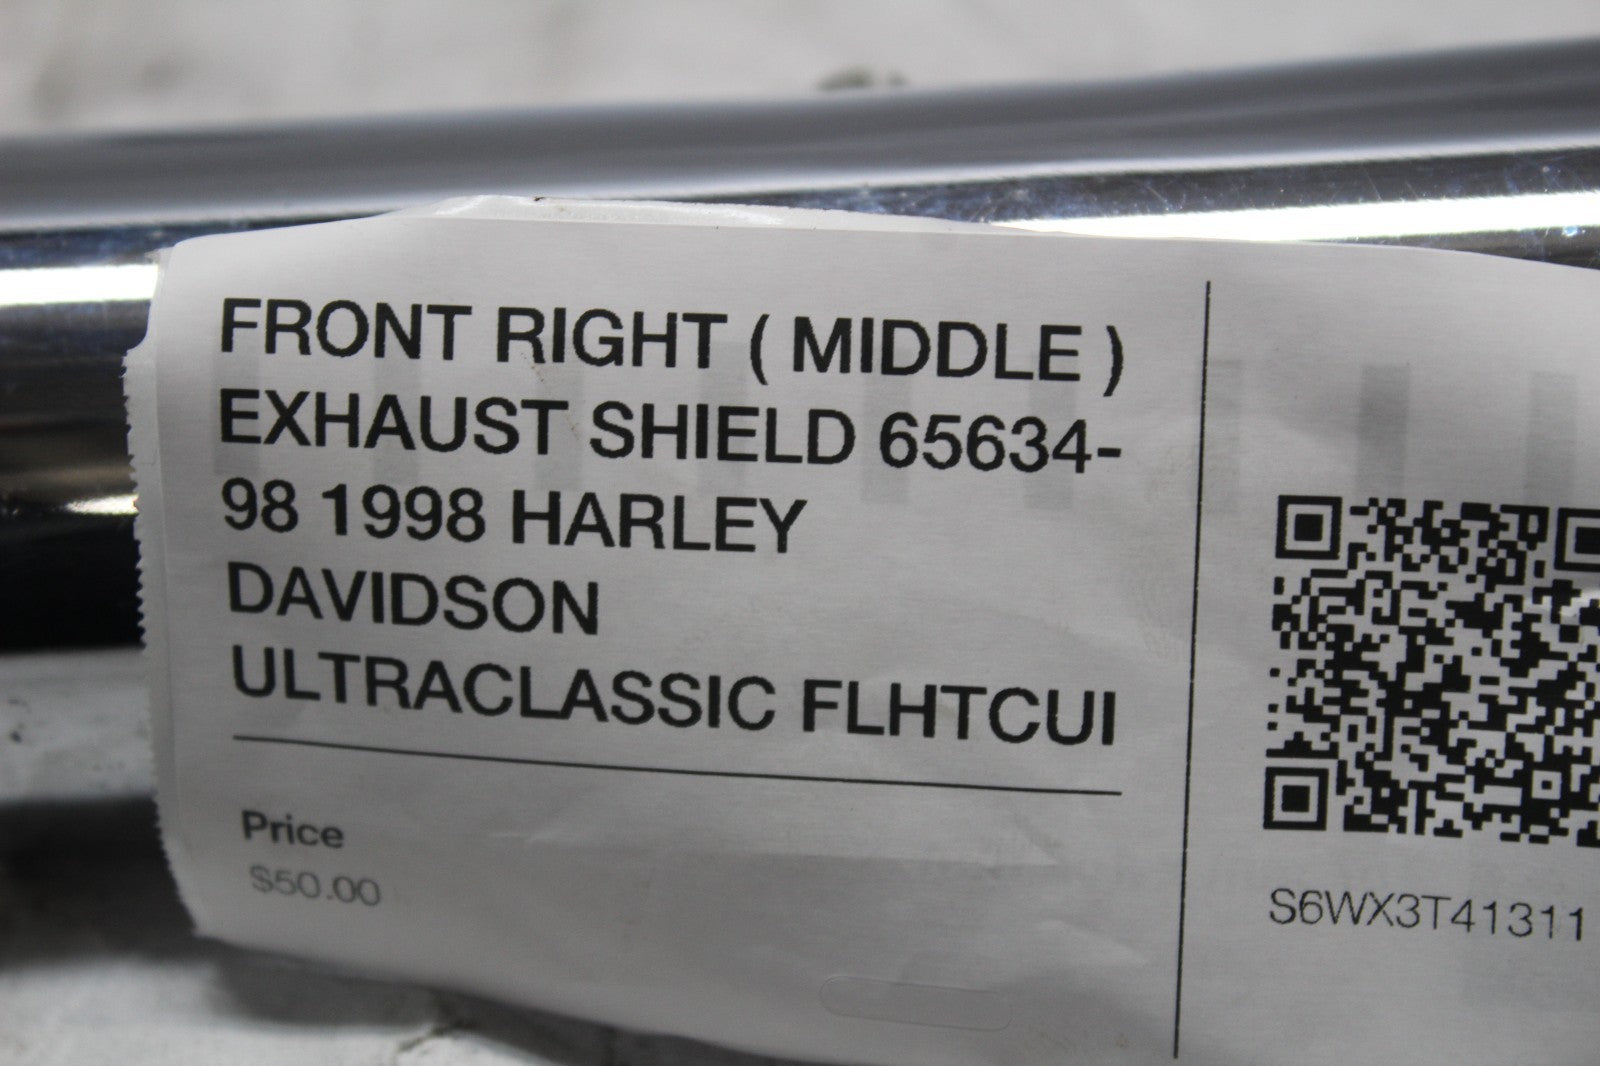 FRONT RIGHT ( MIDDLE )
EXHAUST SHIELD 65634-
98 1998 HARLEY
DAVIDSON
ULTRACLASSIC FLHTCUI
Price
$50.00
S6WX3T41311